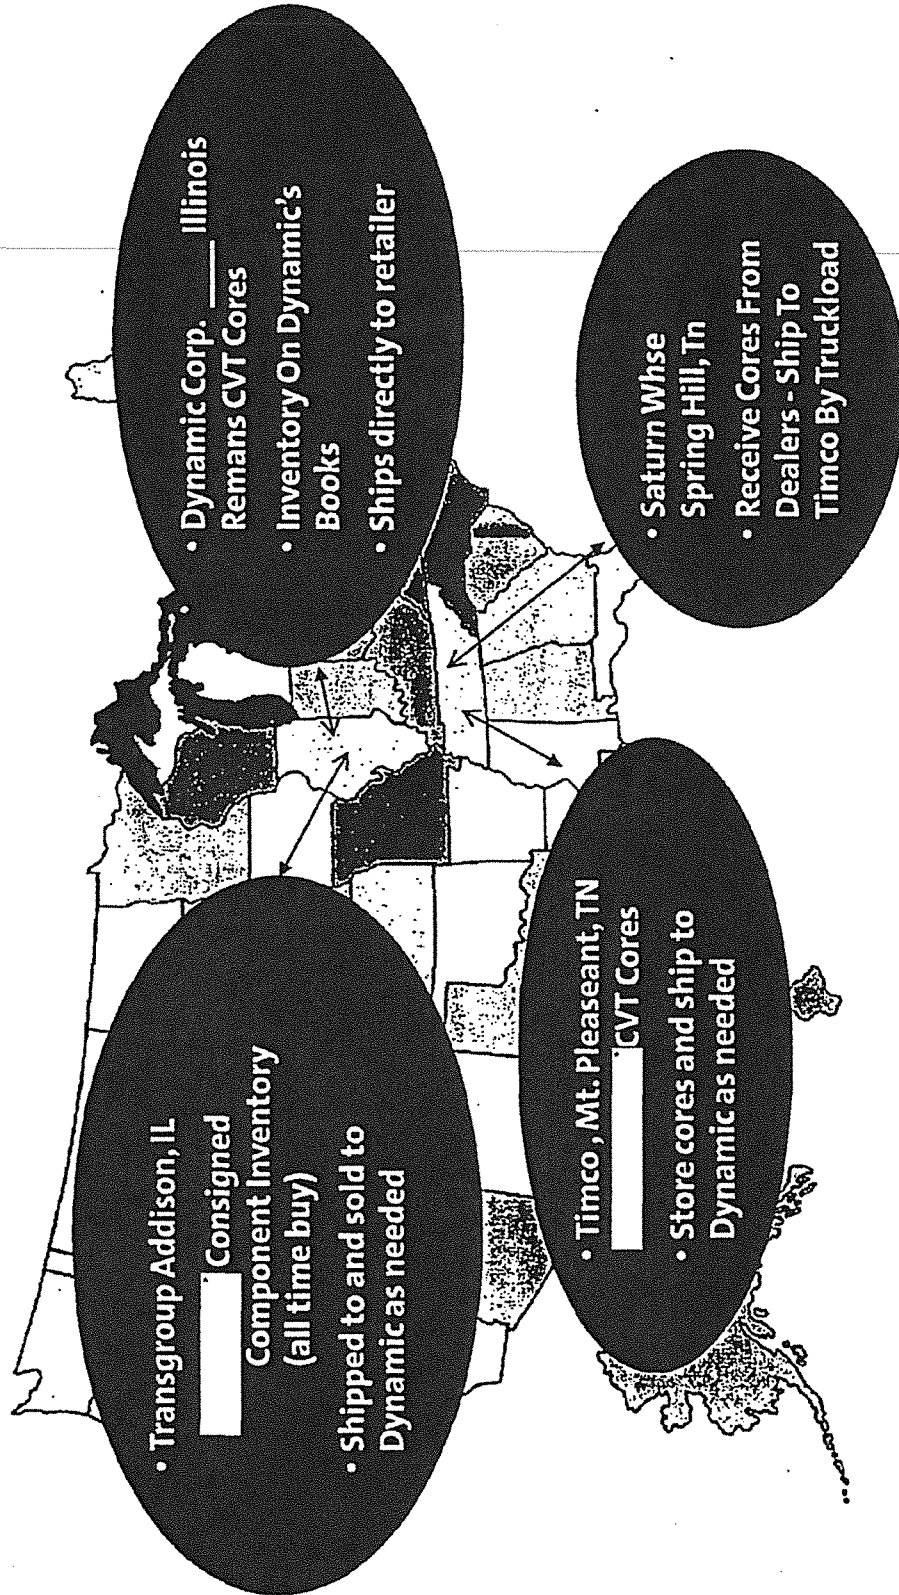 • Transgroup Addison, IL
Consigned
Component Inventory
(all time buy)
• Shipped to and sold to
Dynamic as needed
• Dynamic Corp. ____ Illinois
Remans CVT Cores
• Inventory On Dynamic's
Books
• Ships directly to retailer
• Timco , Mt. Pleaseant, TN
CVT Cores
• Store cores and ship to
Dynamic as needed
• Saturn Whse
Spring Hill, Tn
• Receive Cores From
Dealers - Ship To
Timco By Truckload